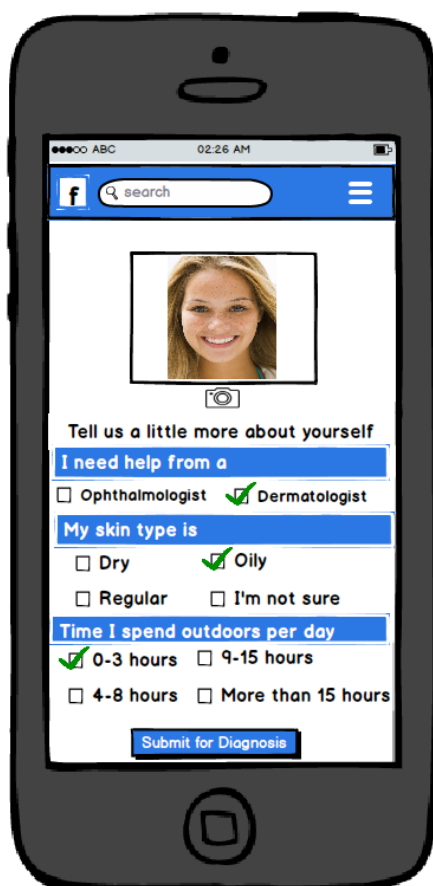 ABC 02:26 AM
f search
Tell us a little more about yourself
I need help from a
Ophthalmologist Dermatologist
My skin type is
Dry Oily
Regular I'm not sure
Time I spend outdoors per day
0-3 hours 9-15 hours
4-8 hours More than 15 hours
Submit for Diagnosis